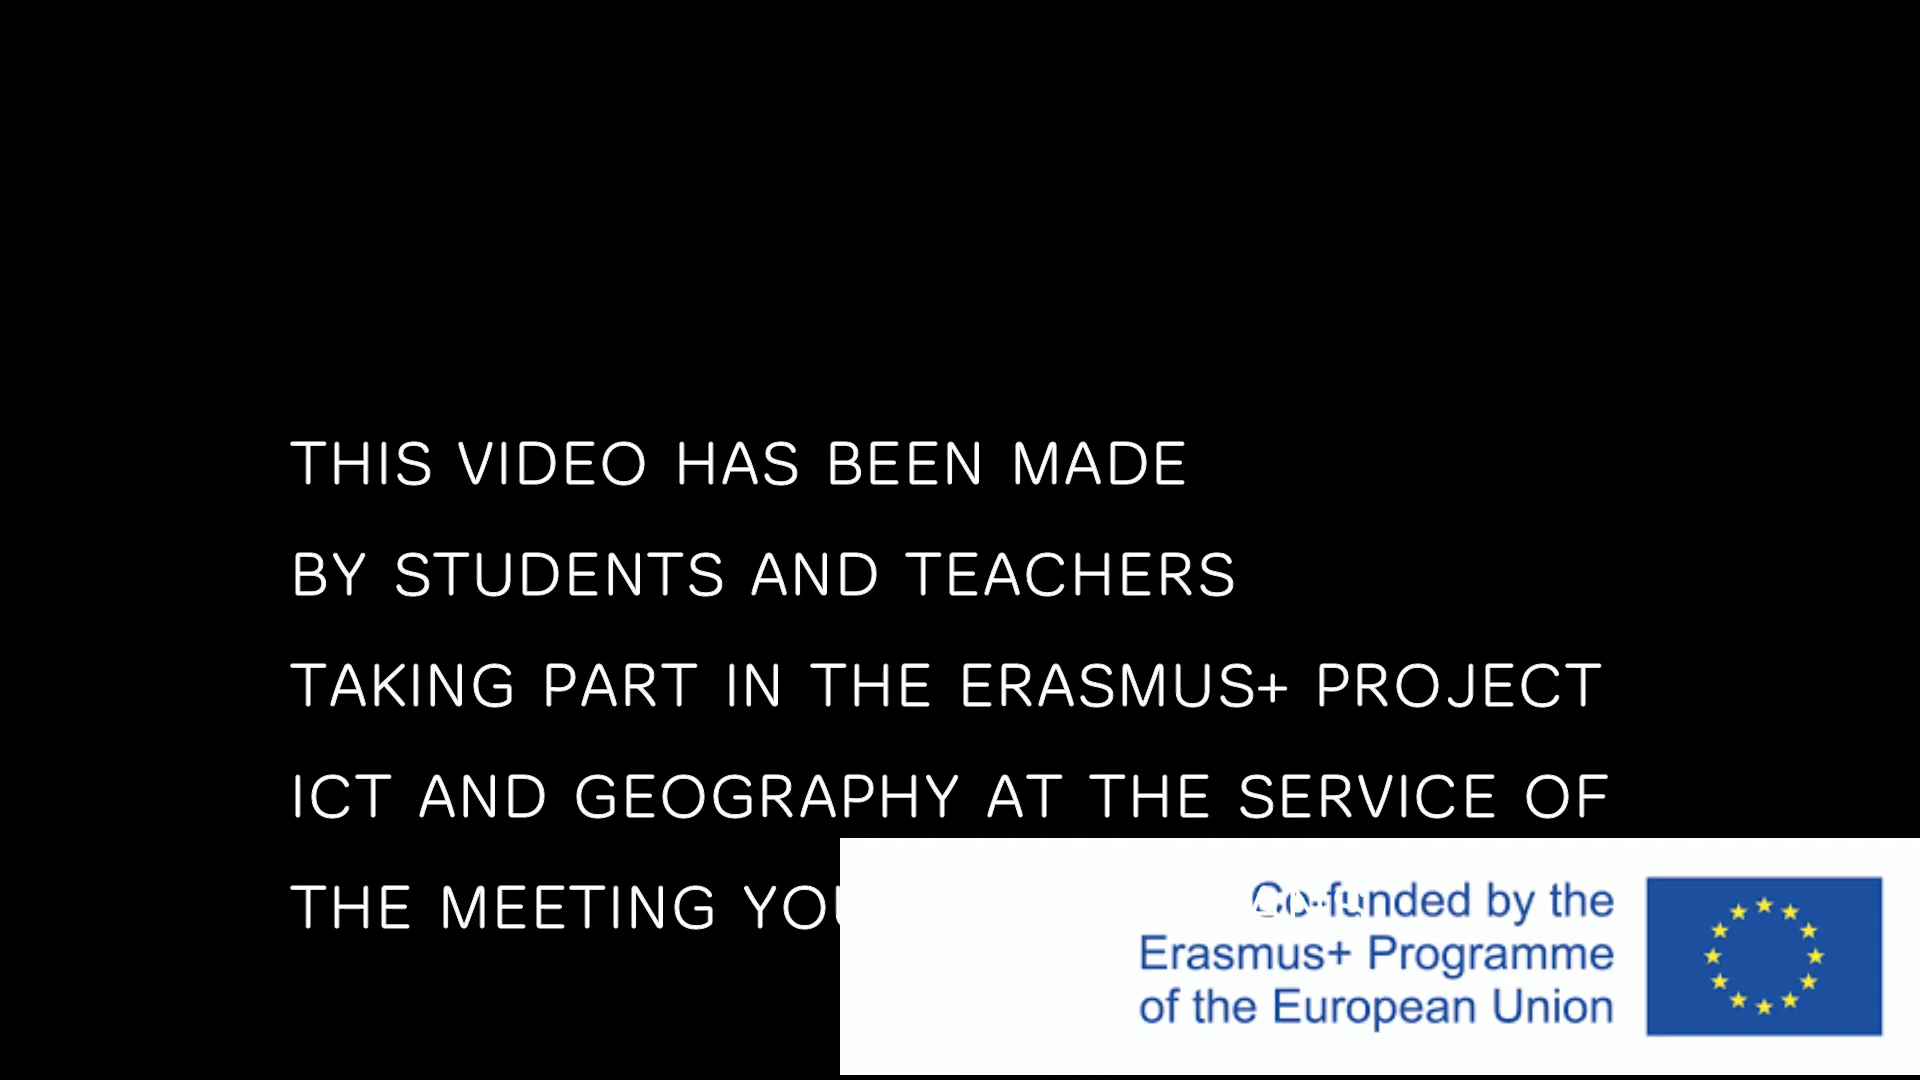 THIS VIDEO HAS BEEN MADE
BY STUDENTS AND TEACHERS
TAKING PART IN THE ERASMUS+ PROJECT
ICT AND GEOGRAPHY AT THE SERVICE OF
THE MEETING
Co-funded by the
Erasmus+ Programme
of the European Union